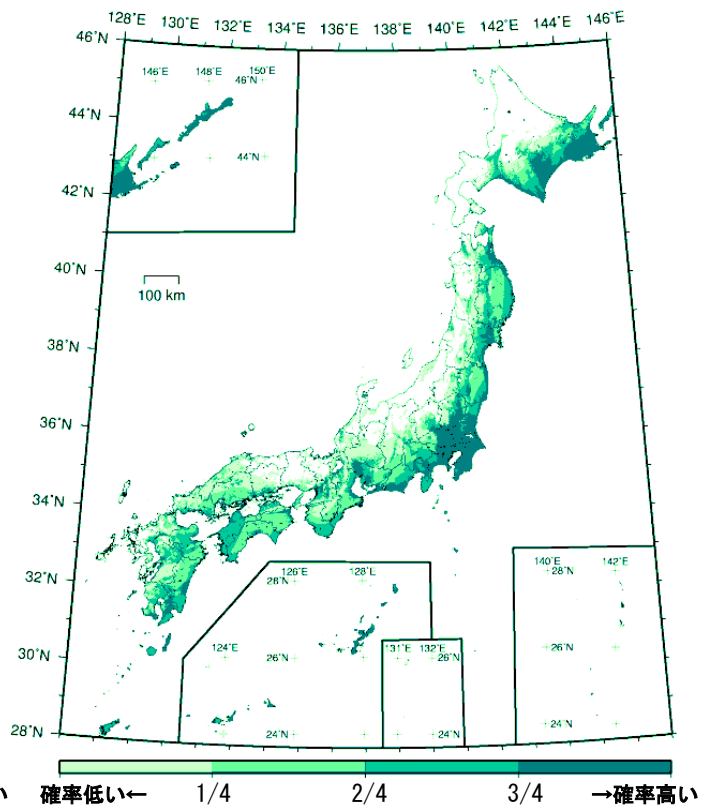 128°E 130°E 132°E 134°E 136°E 138°E 140°E 142°E 144°E 146°E
46°N
146°E 148°E 150°E
46°N
44°N
44°N
42°N
40°N
100 km
38°N
36°N
34°N
32°N
126°E 128°E
28°N
140°E 142°E
28°N
30°N
124°E
26°N
131°E 132°E
26°N
26°N
28°N
24°N
24°N
24°N
い 確率低い← 1/4 2/4 3/4 →確率高い